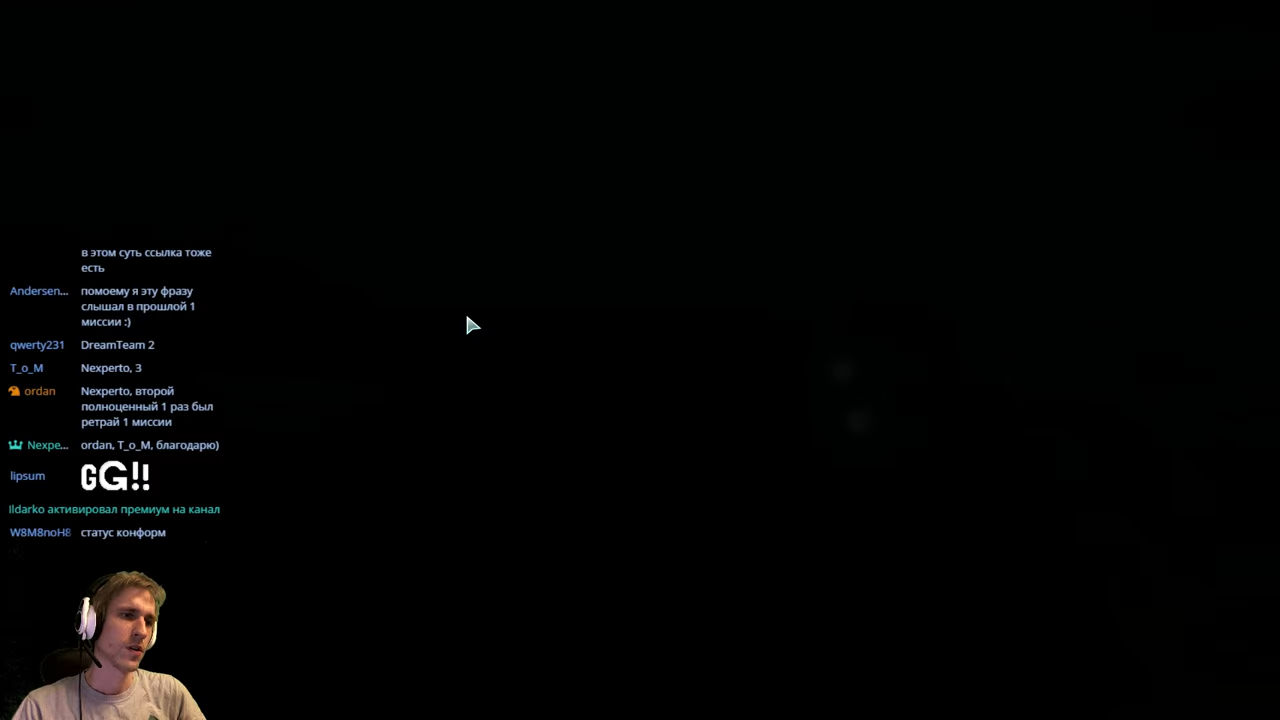 в этом суть ссылка тоже
есть
Andersen... помоему я эту фразу
слышал в прошлой 1
миссии :)
qwerty231 DreamTeam 2
T_o_M Nexperto, 3
ordan Nexperto, второй
полноценный 1 раз был
ретрай 1 миссии
Nexpe... ordan, T_o_M, благодарю)
lipsum GG!!
Ildarko активировал премиум на канал
W8M8noH8 статус конформ